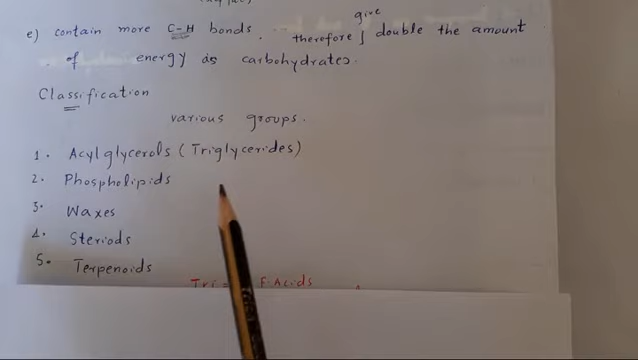 e) contain more C-H bonds. therefore give double the amount
of energy as carbohydrates.
Classification
various groups.
1. Acylglycerols (Triglycerides)
2. Phospholipids
3. Waxes
4. Steriods
5. Terpenoids
F. Acids